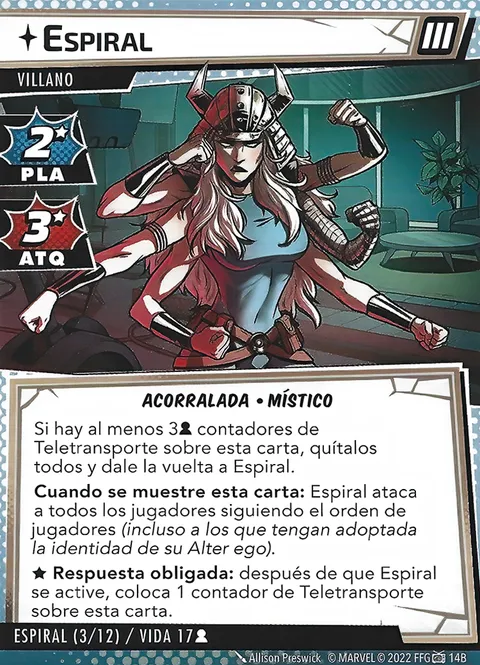 ESPIRAL
III
VILLANO
2
PLA
3
ATQ
ACORRALADA • MÍSTICO
Si hay al menos 3 contadores de
Teletransporte sobre esta carta, quítalos
todos y dale la vuelta a Espiral.
Cuando se muestre esta carta: Espiral ataca
a todos los jugadores siguiendo el orden de
jugadores (incluso a los que tengan adoptada
la identidad de su Alter ego).
★ Respuesta obligada: después de que Espiral
se active, coloca 1 contador de Teletransporte
sobre esta carta.
ESPIRAL (3/12) / VIDA 17
Allison Preswick. © MARVEL © 2022 FFG 14B